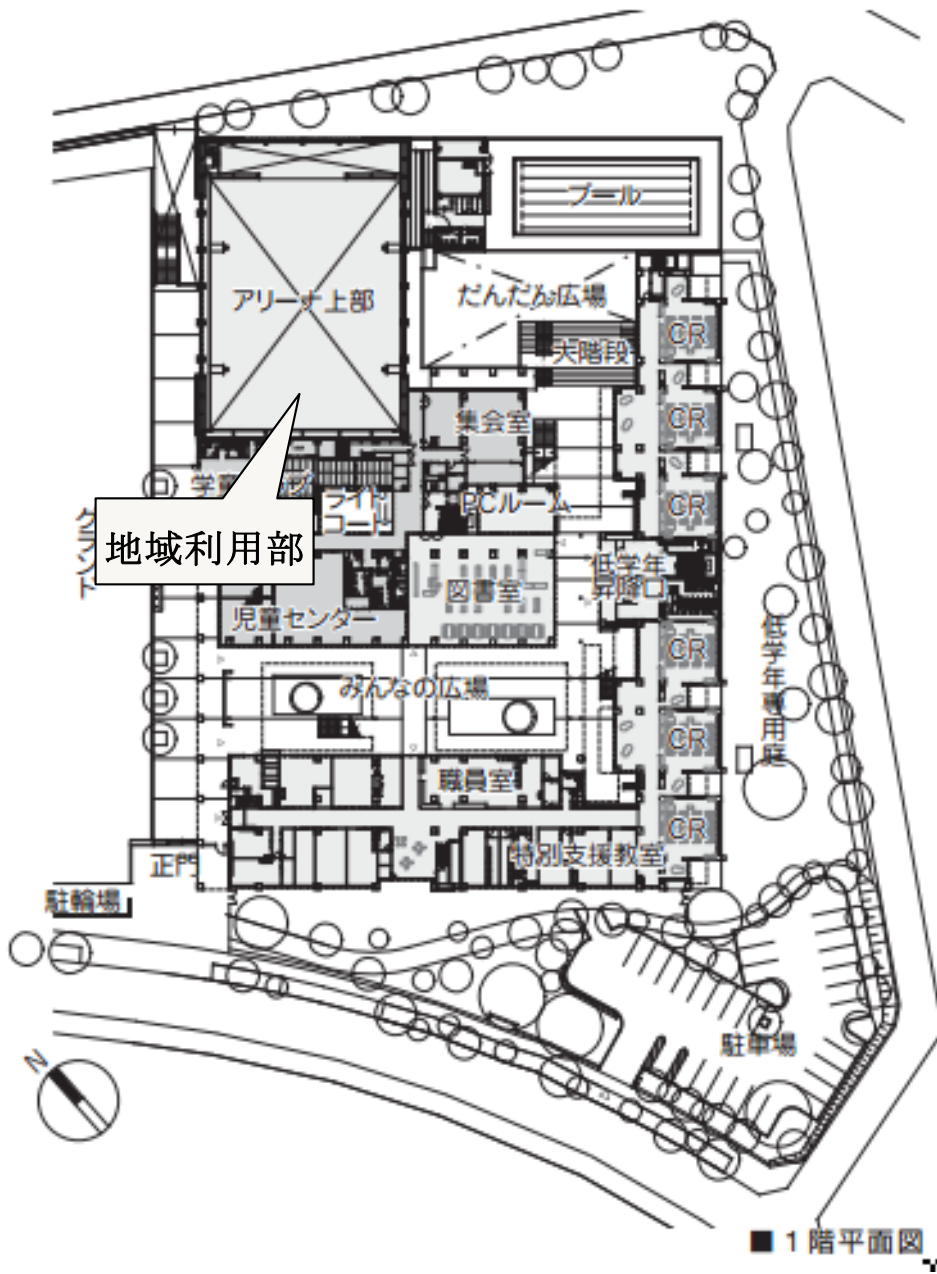 プール
アリーナ上部
だんだん広場
CR
大階段
CR
集会室
CR
PCルーム
地域利用部
低学年
昇降口
図書室
児童センター
CR
低学年専用庭
みんなの広場
CR
職員室
CR
特別支援教室
正門
駐輪場
駐車場
N
■ 1階平面図